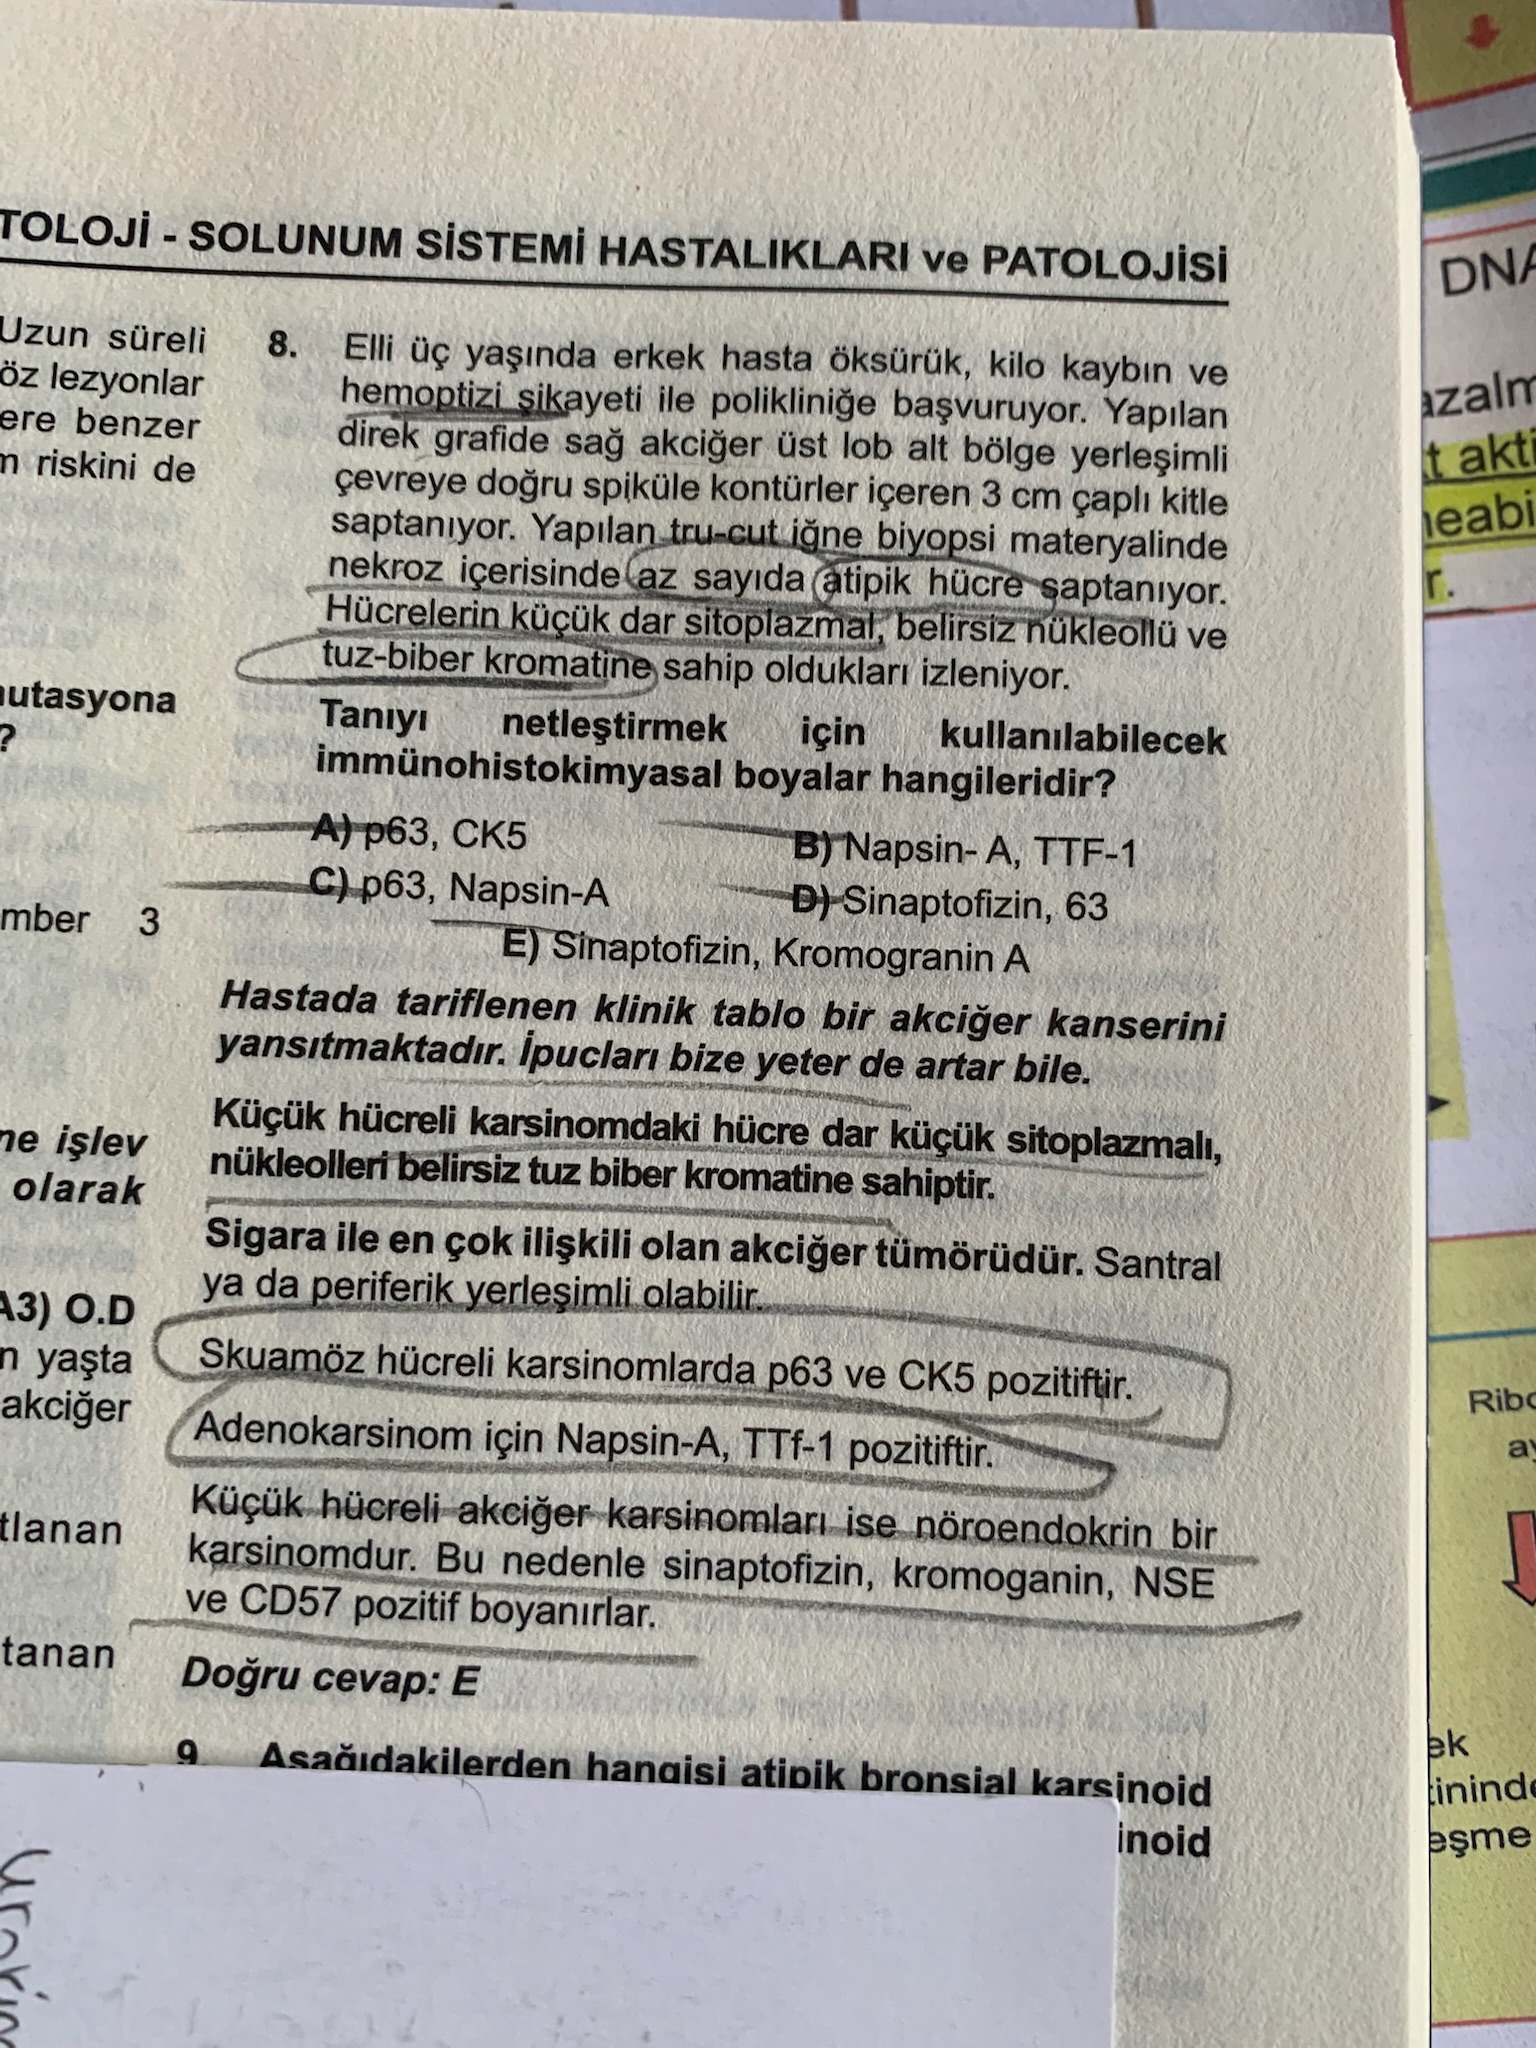 TOLOJİ - SOLUNUM SİSTEMİ HASTALIKLARI ve PATOLOJİSİ
Uzun süreli
öz lezyonlar
ere benzer
m riskini de
mutasyona
?
mber 3
ne işlev
olarak
A3) O.D
n yaşta
akciğer
tlanan
tanan
8. Elli üç yaşında erkek hasta öksürük, kilo kaybın ve
hemoptizi şikayeti ile polikliniğe başvuruyor. Yapılan
direk grafide sağ akciğer üst lob alt bölge yerleşimli
çevreye doğru spiküle kontürler içeren 3 cm çaplı kitle
saptanıyor. Yapılan tru-cut iğne biyopsi materyalinde
nekroz içerisinde az sayıda atipik hücre saptanıyor.
Hücrelerin küçük dar sitoplazmal, belirsiz nükleollü ve
tuz-biber kromatine sahip oldukları izleniyor.
Tanıyı netleştirmek için kullanılabilecek
immünohistokimyasal boyalar hangileridir?
A) p63, CK5 B) Napsin- A, TTF-1
C) p63, Napsin-A D) Sinaptofizin, 63
E) Sinaptofizin, Kromogranin A
Hastada tariflenen klinik tablo bir akciğer kanserini
yansıtmaktadır. İpucları bize yeter de artar bile.
Küçük hücreli karsinomdaki hücre dar küçük sitoplazmalı,
nükleolleri belirsiz tuz biber kromatine sahiptir.
Sigara ile en çok ilişkili olan akciğer tümörüdür. Santral
ya da periferik yerleşimli olabilir.
Skuamöz hücreli karsinomlarda p63 ve CK5 pozitiftir.
Adenokarsinom için Napsin-A, TTf-1 pozitiftir.
Küçük hücreli akciğer karsinomları ise nöroendokrin bir
karsinomdur. Bu nedenle sinaptofizin, kromoganin, NSE
ve CD57 pozitif boyanırlar.
Doğru cevap: E
9. Aşağıdakilerden hangisi atipik bronşial karsinoid
inoid
DNA
azalm
t akti
neabi
r.
Ribo
ay
ek
tininde
eşme